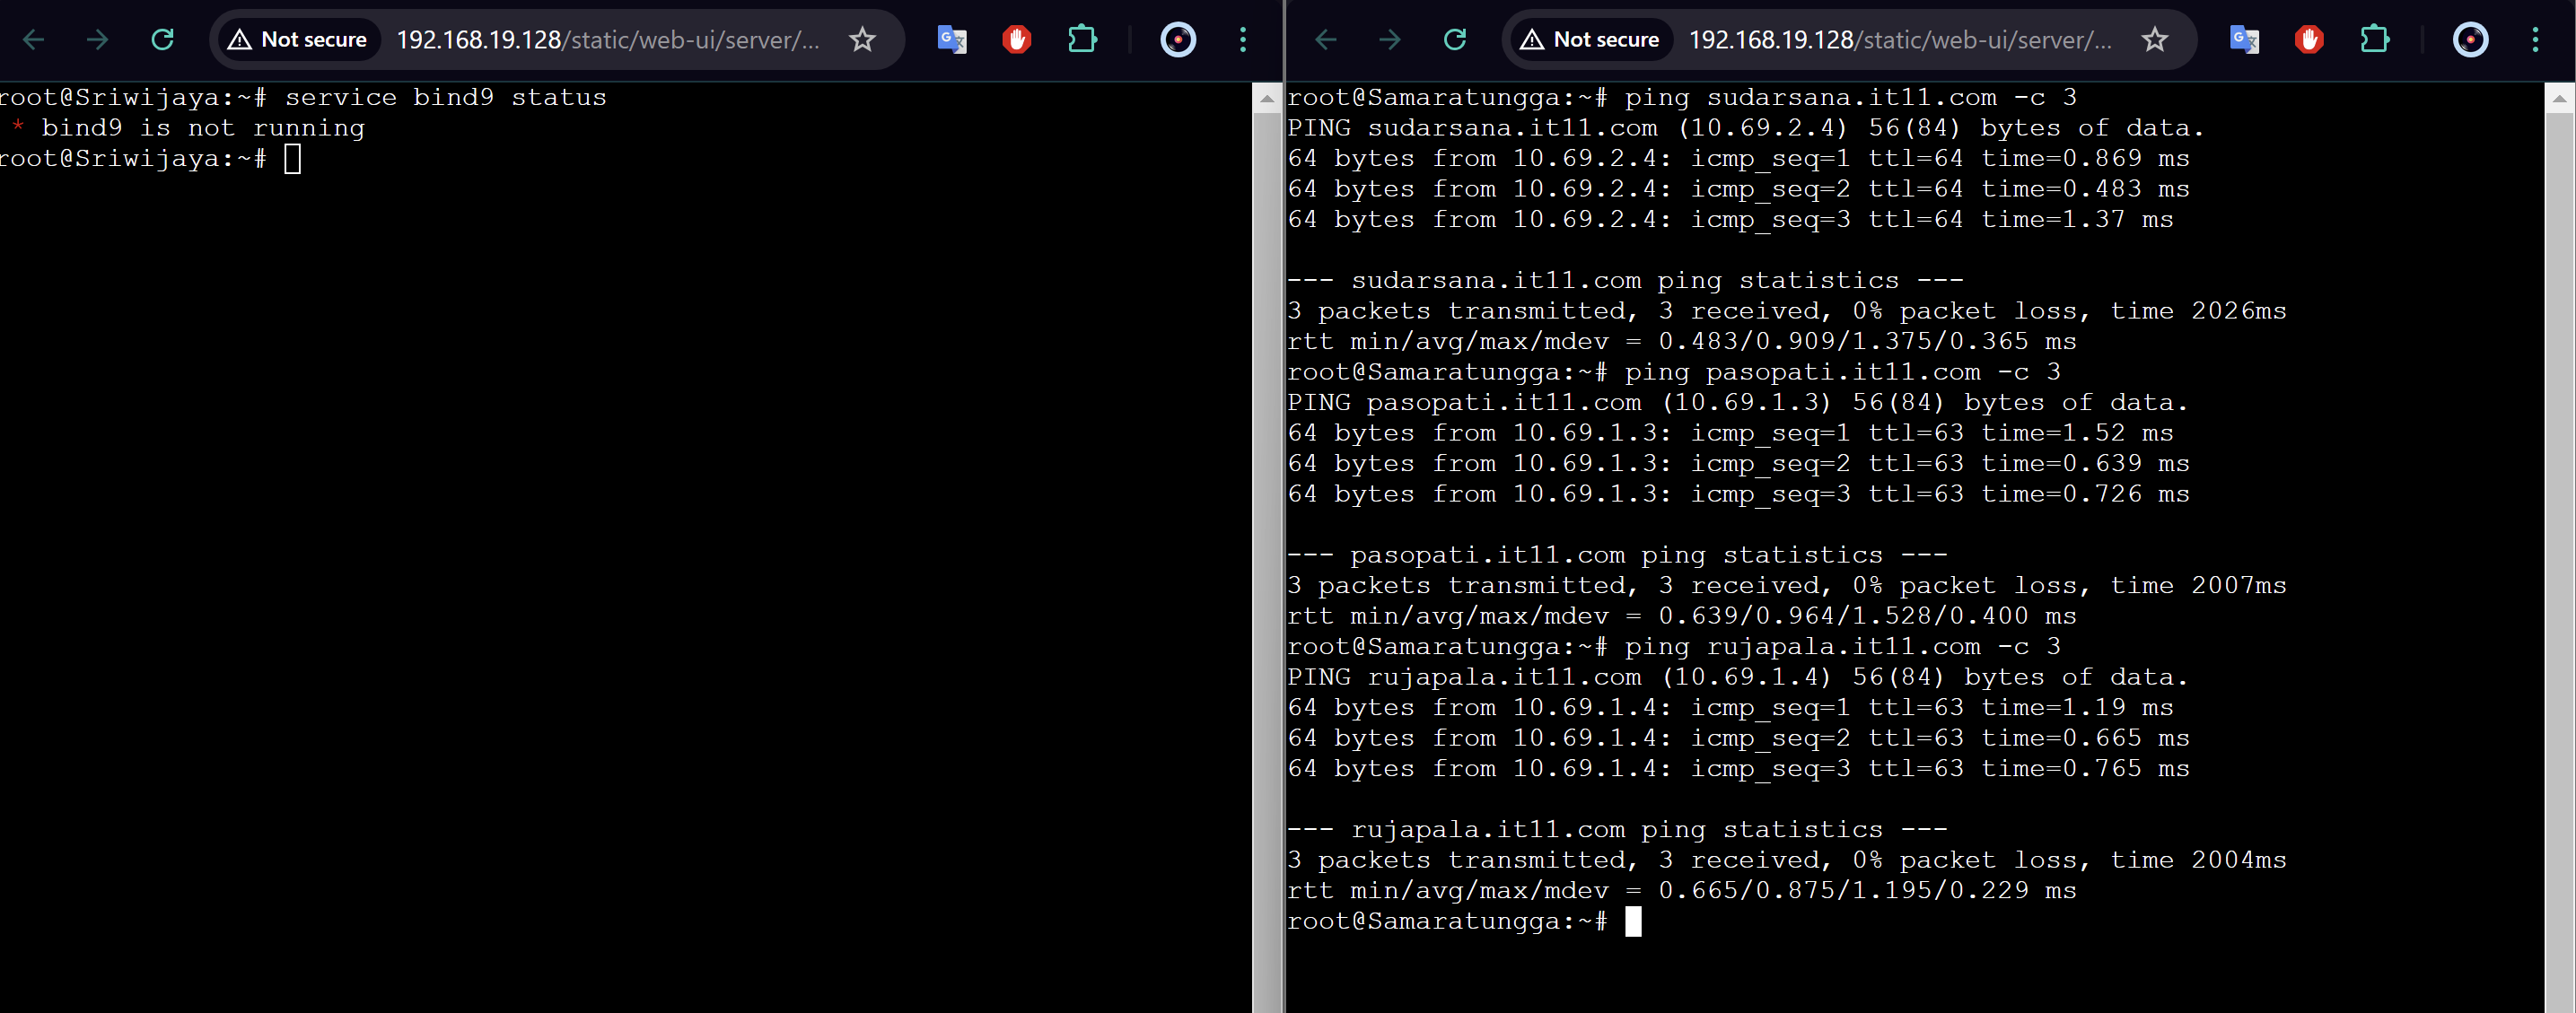 Not secure 192.168.19.128/static/web-ui/server/...
root@Sriwijaya:~# service bind9 status
* bind9 is not running
root@Sriwijaya:~#
Not secure 192.168.19.128/static/web-ui/server/...
root@Samaratungga:~# ping sudarsana.it11.com -c 3
PING sudarsana.it11.com (10.69.2.4) 56(84) bytes of data.
64 bytes from 10.69.2.4: icmp_seq=1 ttl=64 time=0.869 ms
64 bytes from 10.69.2.4: icmp_seq=2 ttl=64 time=0.483 ms
64 bytes from 10.69.2.4: icmp_seq=3 ttl=64 time=1.37 ms
--- sudarsana.it11.com ping statistics ---
3 packets transmitted, 3 received, 0% packet loss, time 2026ms
rtt min/avg/max/mdev = 0.483/0.909/1.375/0.365 ms
root@Samaratungga:~# ping pasopati.it11.com -c 3
PING pasopati.it11.com (10.69.1.3) 56(84) bytes of data.
64 bytes from 10.69.1.3: icmp_seq=1 ttl=63 time=1.52 ms
64 bytes from 10.69.1.3: icmp_seq=2 ttl=63 time=0.639 ms
64 bytes from 10.69.1.3: icmp_seq=3 ttl=63 time=0.726 ms
--- pasopati.it11.com ping statistics ---
3 packets transmitted, 3 received, 0% packet loss, time 2007ms
rtt min/avg/max/mdev = 0.639/0.964/1.528/0.400 ms
root@Samaratungga:~# ping rujapala.it11.com -c 3
PING rujapala.it11.com (10.69.1.4) 56(84) bytes of data.
64 bytes from 10.69.1.4: icmp_seq=1 ttl=63 time=1.19 ms
64 bytes from 10.69.1.4: icmp_seq=2 ttl=63 time=0.665 ms
64 bytes from 10.69.1.4: icmp_seq=3 ttl=63 time=0.765 ms
--- rujapala.it11.com ping statistics ---
3 packets transmitted, 3 received, 0% packet loss, time 2004ms
rtt min/avg/max/mdev = 0.665/0.875/1.195/0.229 ms
root@Samaratungga:~#